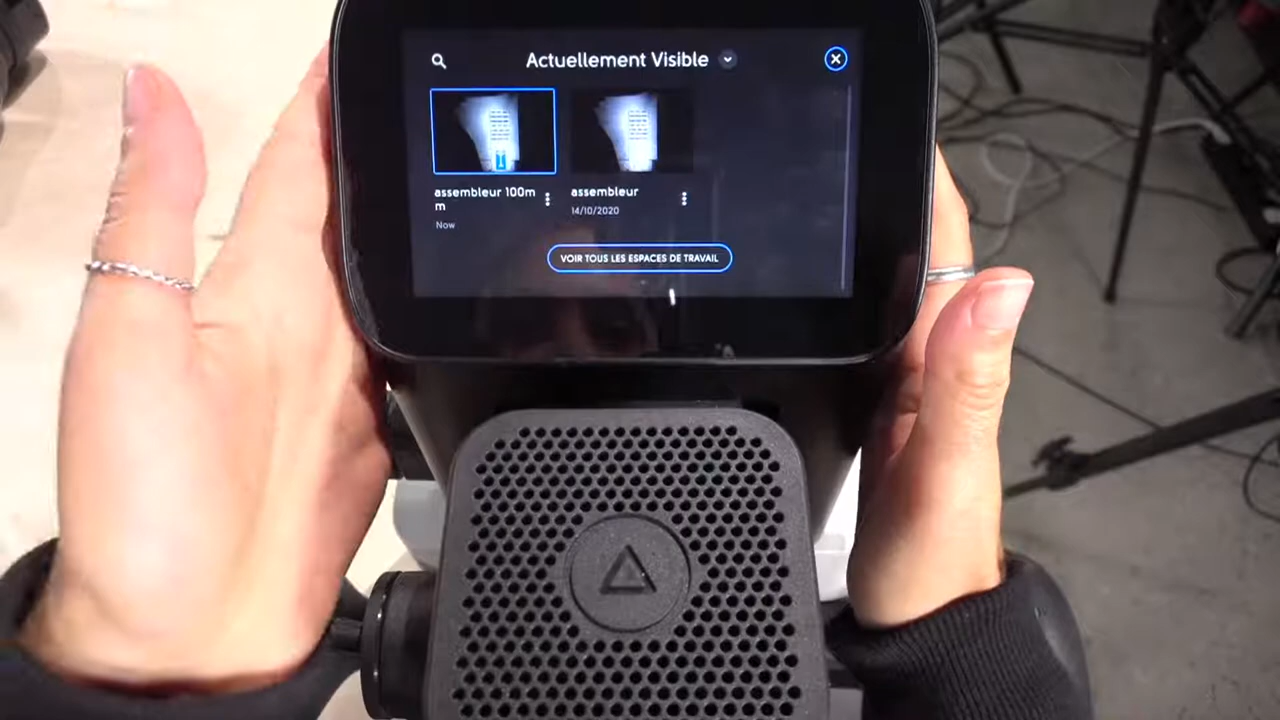 Actuellement Visible
assembleur 100m
m
Now
assembleur
14/10/2020
VOIR TOUS LES ESPACES DE TRAVAIL